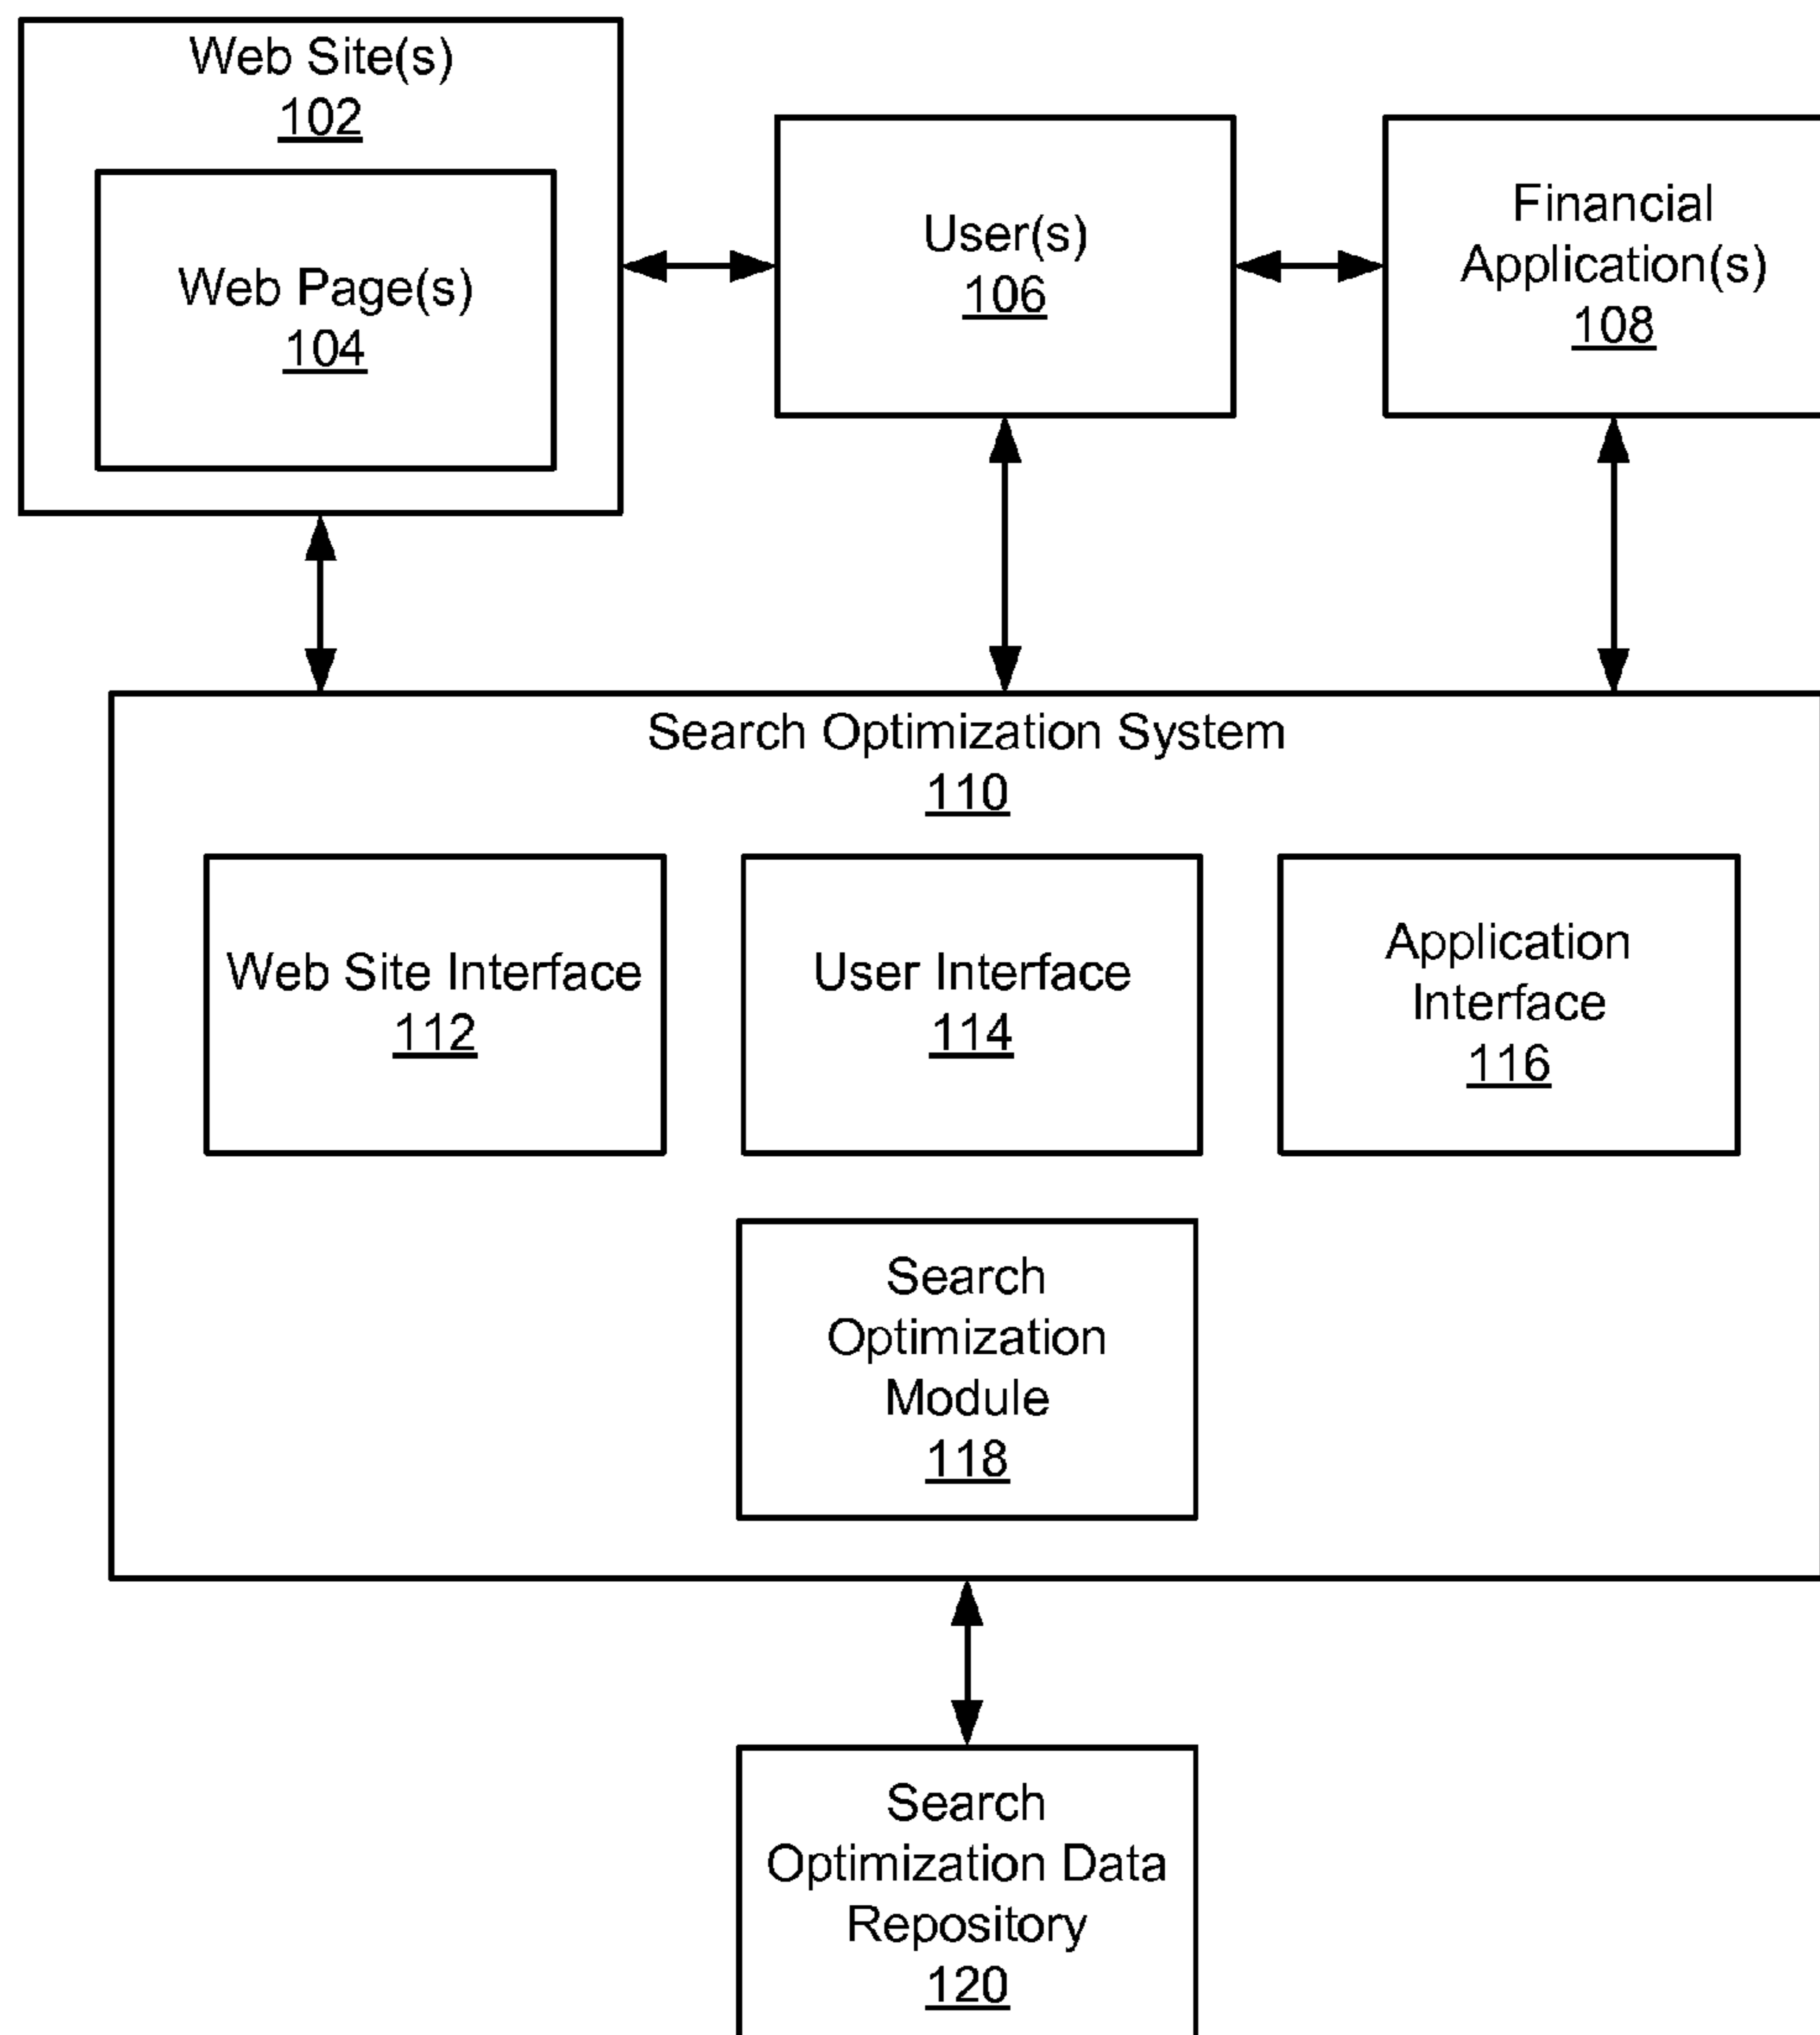 Web Site(s)
102
Web Page(s)
104
User(s)
106
Financial
Application(s)
108
Search Optimization System
110
Web Site Interface
112
User Interface
114
Application
Interface
116
Search
Optimization
Module
118
Search
Optimization Data
Repository
120